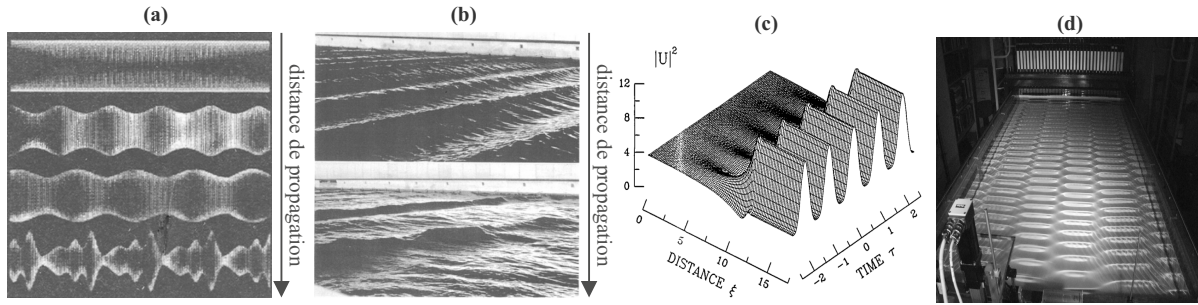 (a)
(b)
(c)
(d)
distance de propagation
distance de propagation
|U|²
12
8
4
0
0
5
10
15
DISTANCE ξ
-2
-1
0
1
2
TIME τ